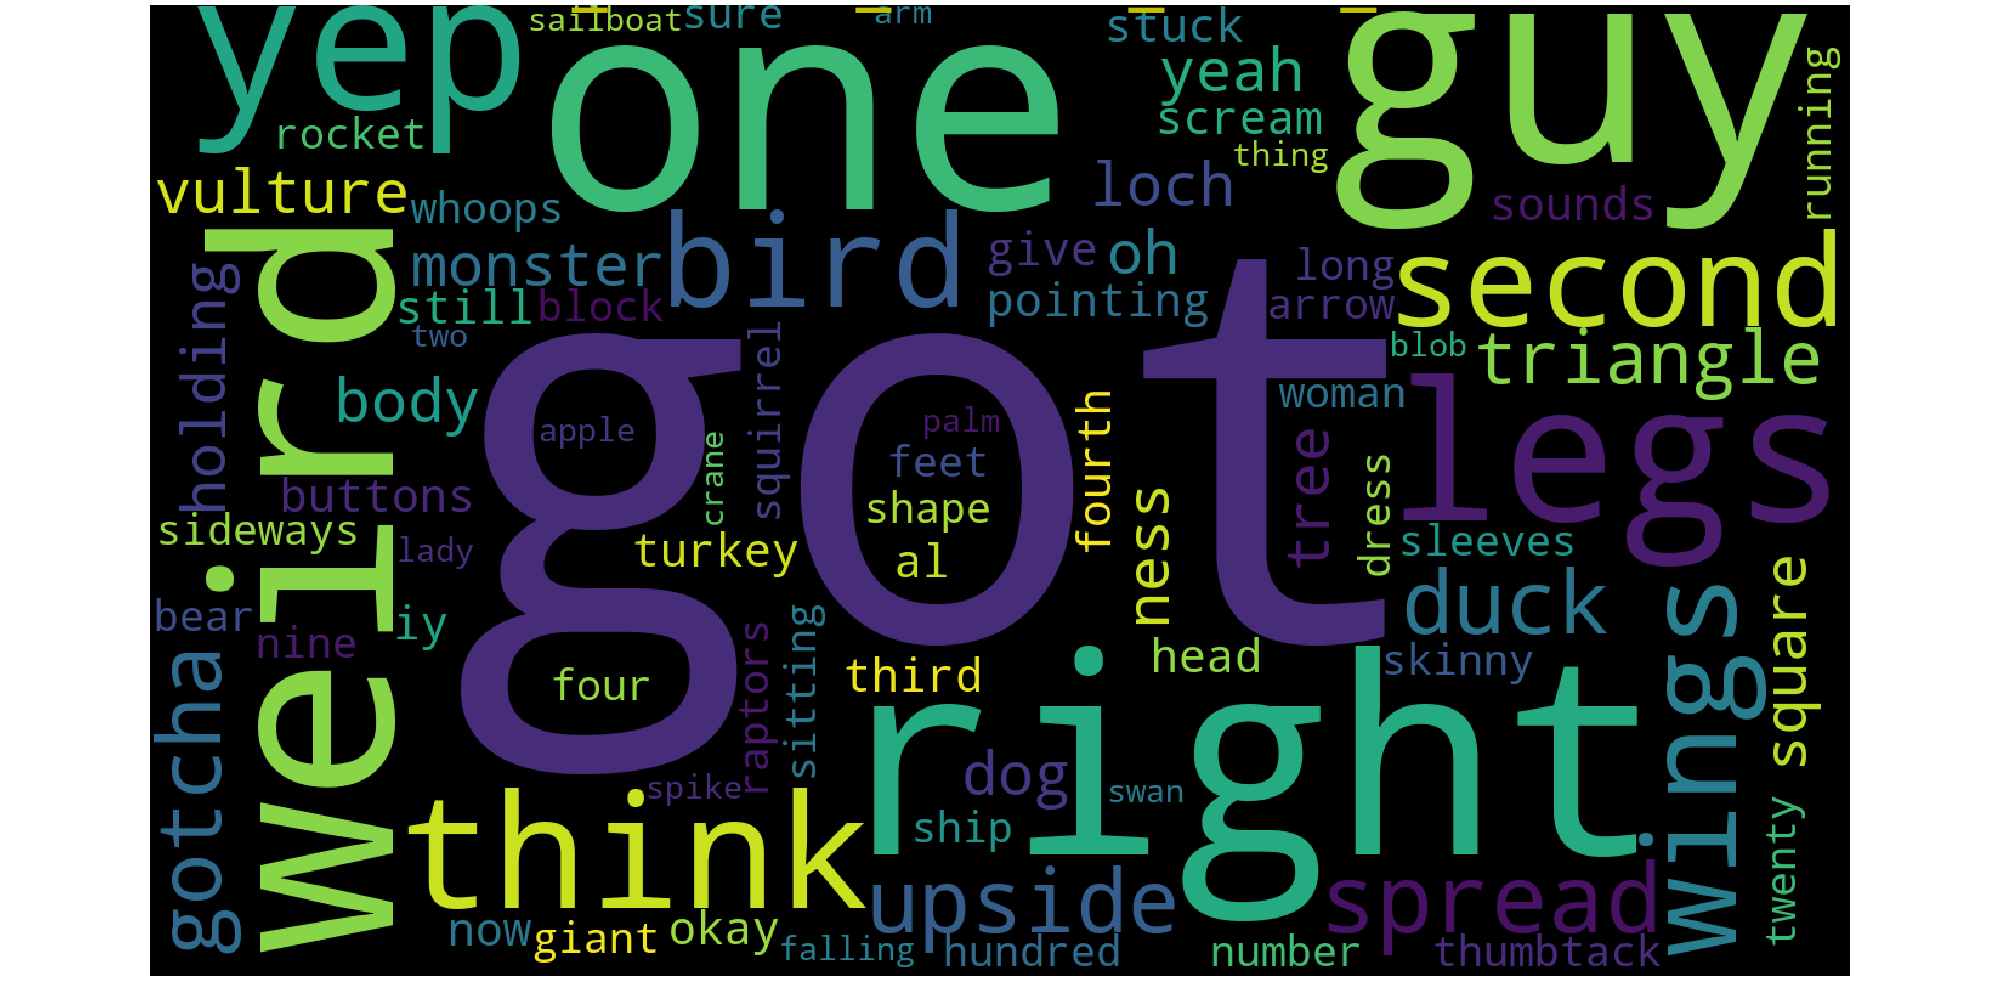 sailboat
sure
arm
stuck
yep
one
guy
yeah
rocket
scream
running
thing
vulture
whoops
loch
sounds
bird
monster
give
oh
long
second
holding
still
block
pointing
arrow
two
squirrel
blob
triangle
weird
body
got
woman
legs
apple
palm
fourth
tree
crane
feet
dress
buttons
shape
ness
sideways
lady
turkey
al
sleeves
bear
iy
duck
square
nine
raptors
sitting
head
skinny
wings
gotcha
four
third
right
spike
dog
swan
think
ship
twenty
upside
spread
now
giant
okay
falling
hundred
number
thumbtack